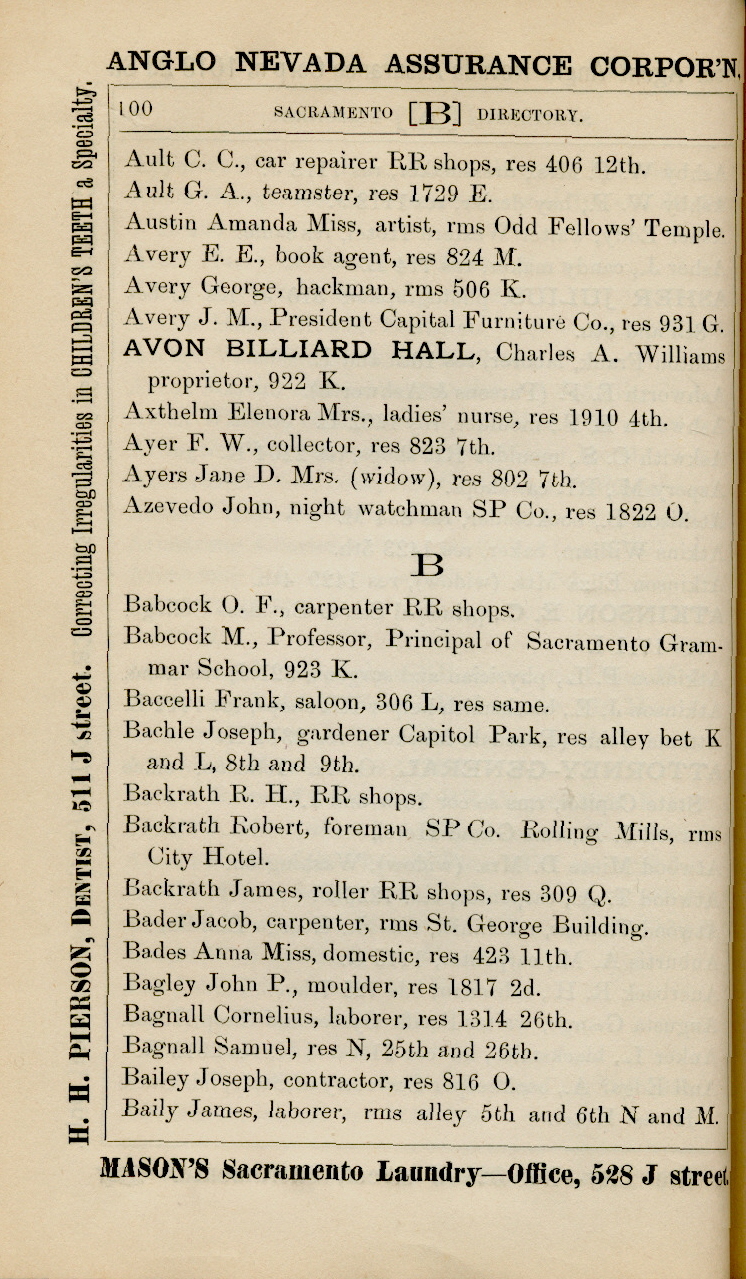 ANGLO NEVADA ASSURANCE CORPOR'N.
100 SACRAMENTO [B] DIRECTORY.
Ault C. C., car repairer RR shops, res 406 12th.
Ault G. A., teamster, res 1729 E.
Austin Amanda Miss, artist, rms Odd Fellows' Temple.
Avery E. E., book agent, res 824 M.
Avery George, hackman, rms 506 K.
Avery J. M., President Capital Furniture Co., res 931 G.
AVON BILLIARD HALL, Charles A. Williams
proprietor, 922 K.
Axthelm Elenora Mrs., ladies' nurse, res 1910 4th.
Ayer F. W., collector, res 823 7th.
Ayers Jane D. Mrs. (widow), res 802 7th.
Azevedo John, night watchman SP Co., res 1822 O.
B
Babcock O. F., carpenter RR shops.
Babcock M., Professor, Principal of Sacramento Gram-
mar School, 923 K.
Baccelli Frank, saloon, 306 L, res same.
Bachle Joseph, gardener Capitol Park, res alley bet K
and L, 8th and 9th.
Backrath R. H., RR shops.
Backrath Robert, foreman SP Co. Rolling Mills, rms
City Hotel.
Backrath James, roller RR shops, res 309 Q.
Bader Jacob, carpenter, rms St. George Building.
Bades Anna Miss, domestic, res 423 11th.
Bagley John P., moulder, res 1817 2d.
Bagnall Cornelius, laborer, res 1314 26th.
Bagnall Samuel, res N, 25th and 26th.
Bailey Joseph, contractor, res 816 O.
Baily James, laborer, rms alley 5th and 6th N and M.
MASON'S Sacramento Laundry—Office, 528 J street.
H. H. PIERSON, DENTIST, 511 J street. Correcting Irregularities in CHILDREN'S TEETH a Specialty.